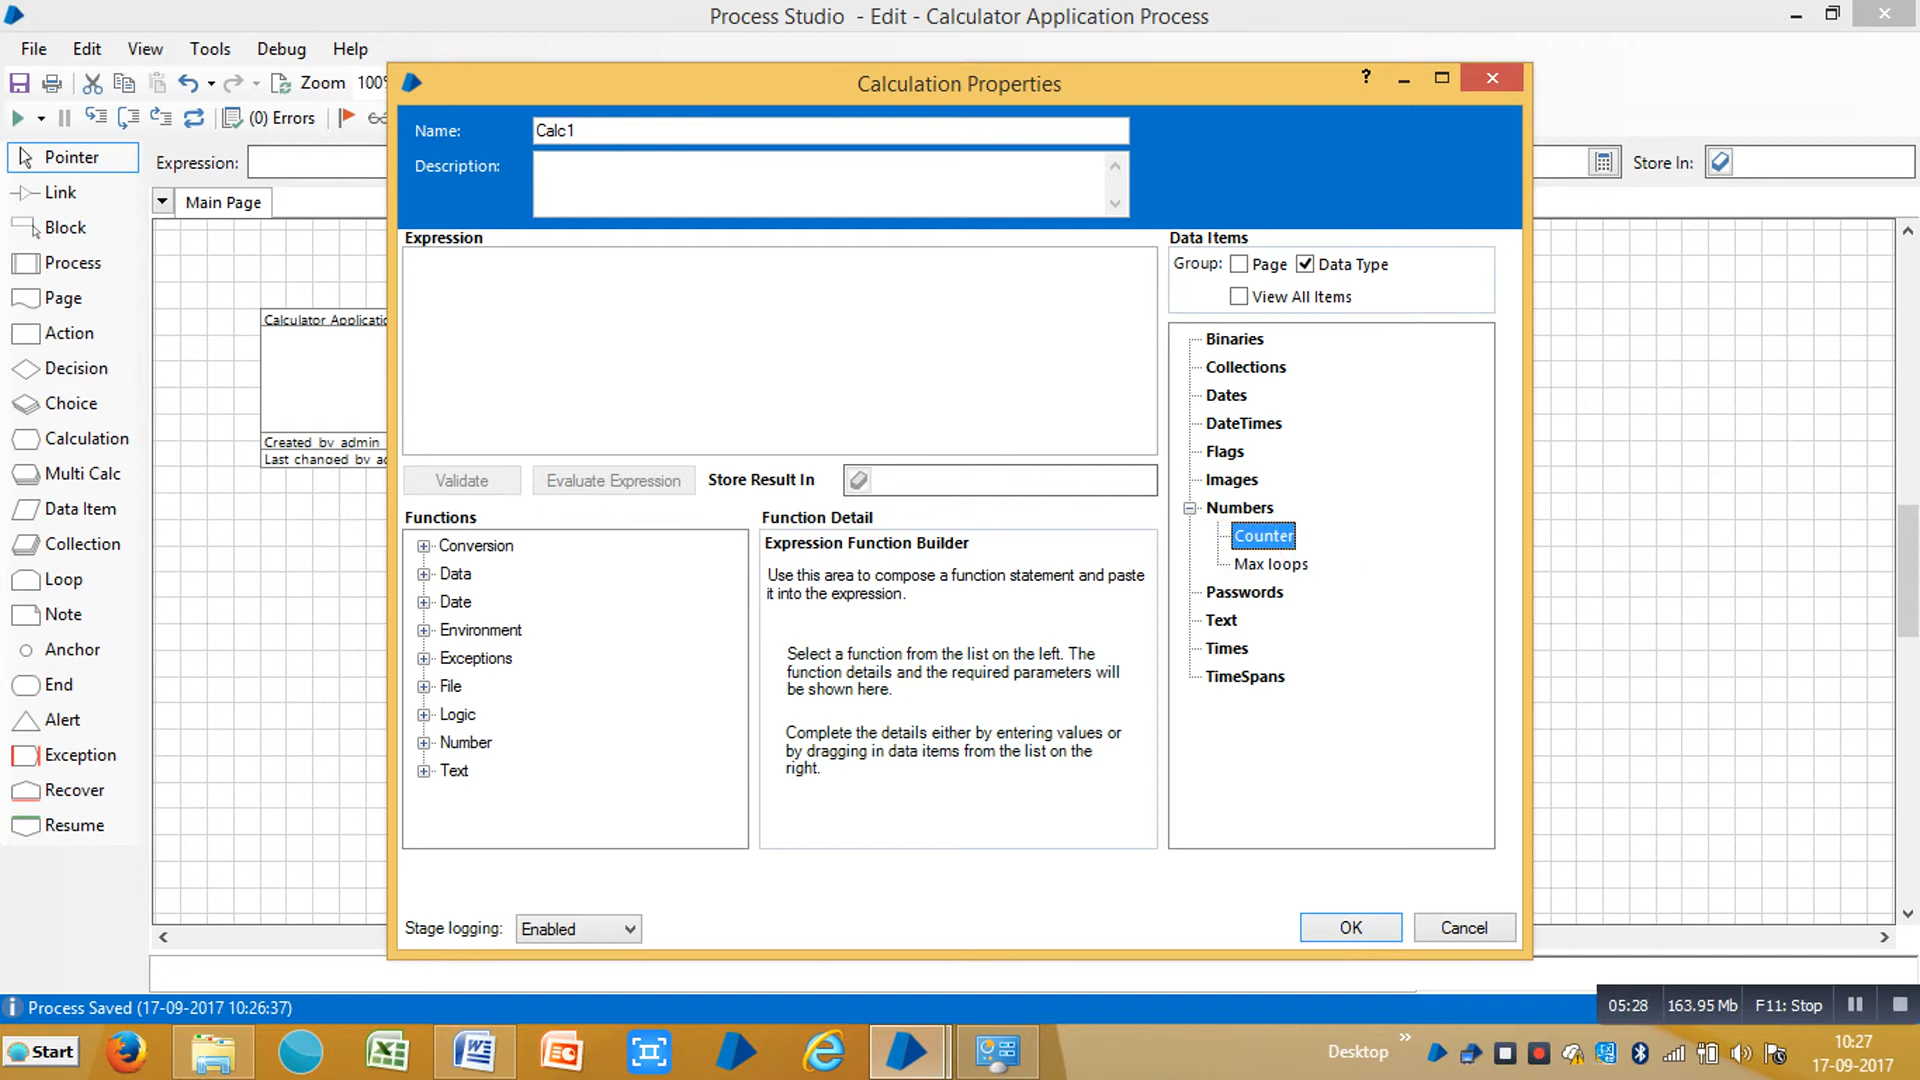 Process Studio - Edit - Calculator Application Process
File Edit View Tools Debug Help
Zoom 100%
Calculation Properties
?
(0) Errors
Name: Calc1
Description:
Pointer
Expression:
Store In:
Link
Main Page
Block
Process
Page
Action
Decision
Choice
Calculation
Multi Calc
Data Item
Collection
Loop
Note
Anchor
End
Alert
Exception
Recover
Resume
Calculator Applicatio
Created by admin
Last changed by ad
Expression
Validate Evaluate Expression Store Result In
Functions
Conversion
Data
Date
Environment
Exceptions
File
Logic
Number
Text
Function Detail
Expression Function Builder
Use this area to compose a function statement and paste
it into the expression.
Select a function from the list on the left. The
function details and the required parameters will
be shown here.
Complete the details either by entering values or
by dragging in data items from the list on the
right.
Data Items
Group: Page Data Type
View All Items
Binaries
Collections
Dates
DateTimes
Flags
Images
Numbers
Counter
Max loops
Passwords
Text
Times
TimeSpans
Stage logging: Enabled
OK Cancel
Process Saved (17-09-2017 10:26:37)
05:28 163.95 Mb F11: Stop
Start
Desktop
10:27
17-09-2017